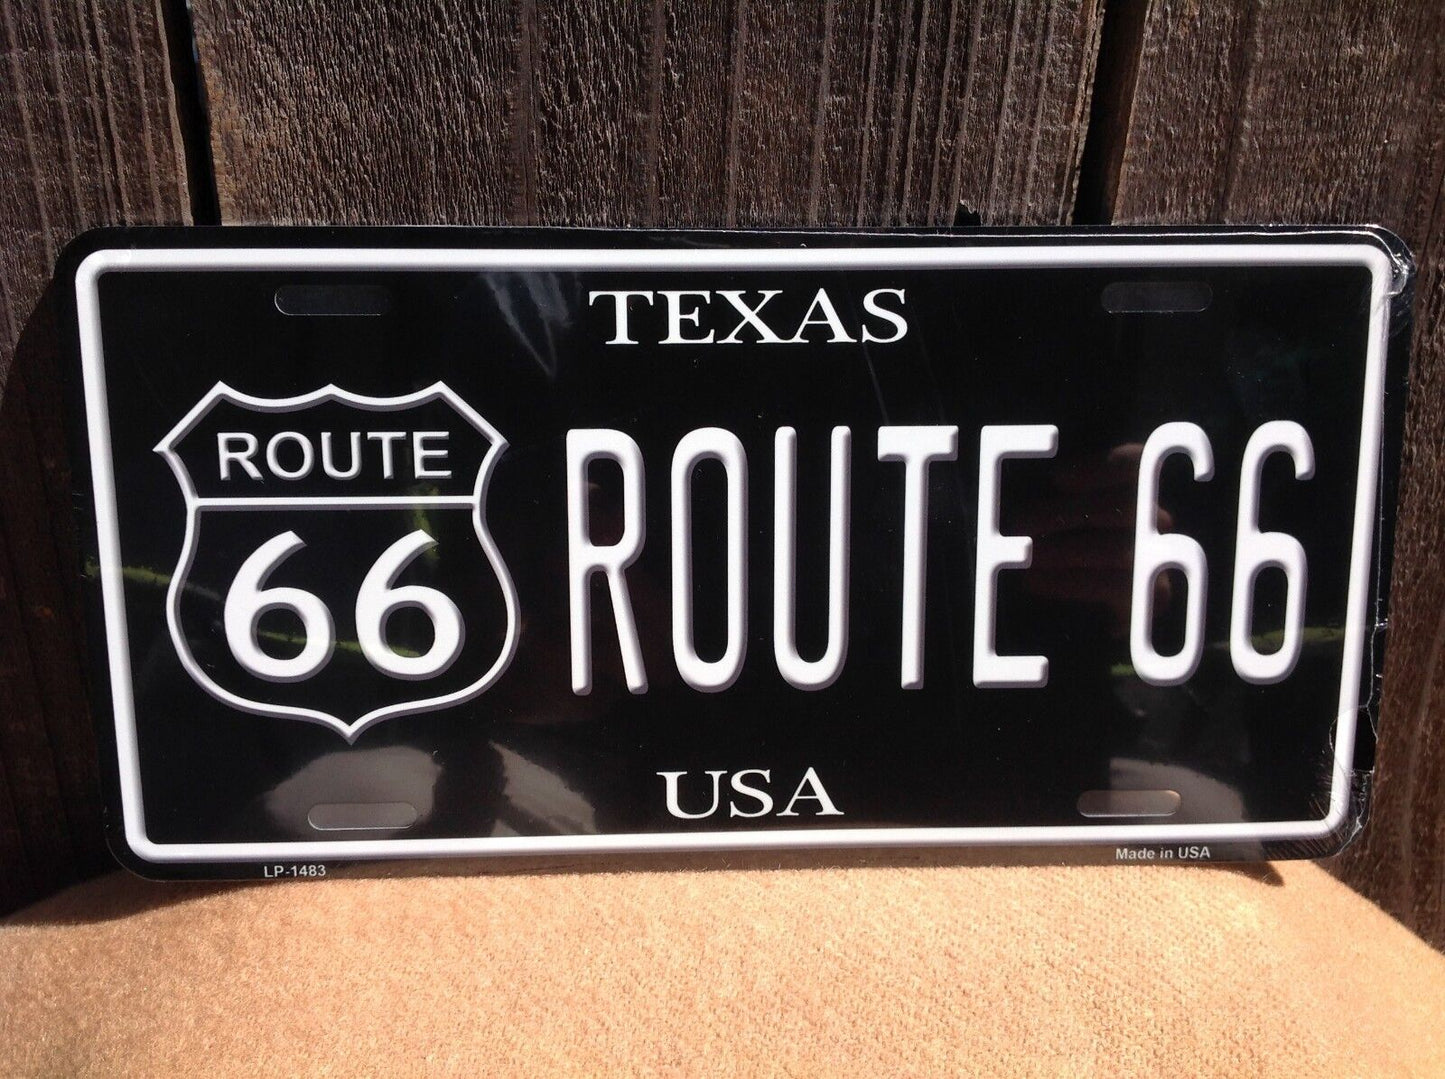 TEXAS
ROUTE
66
ROUTE 66
USA
LP-1483
Made in USA